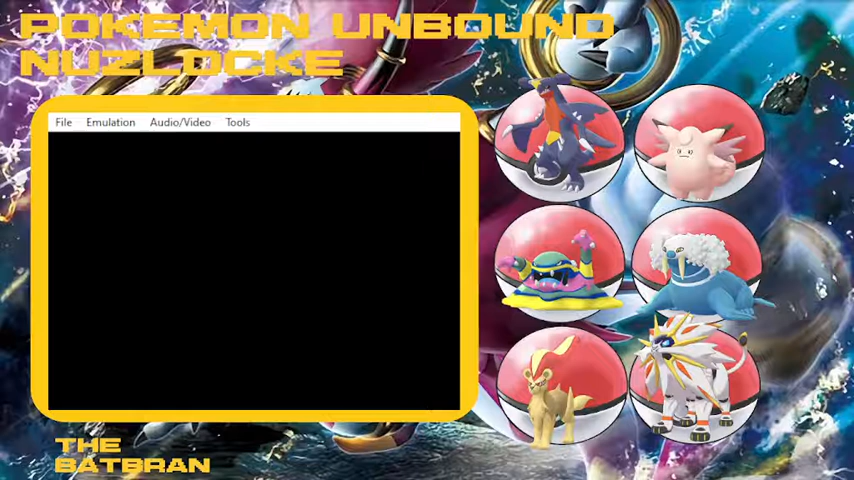 POKEMON UNBOUND
NUZLOCKE
File Emulation Audio/Video Tools
THE
BATBRAN